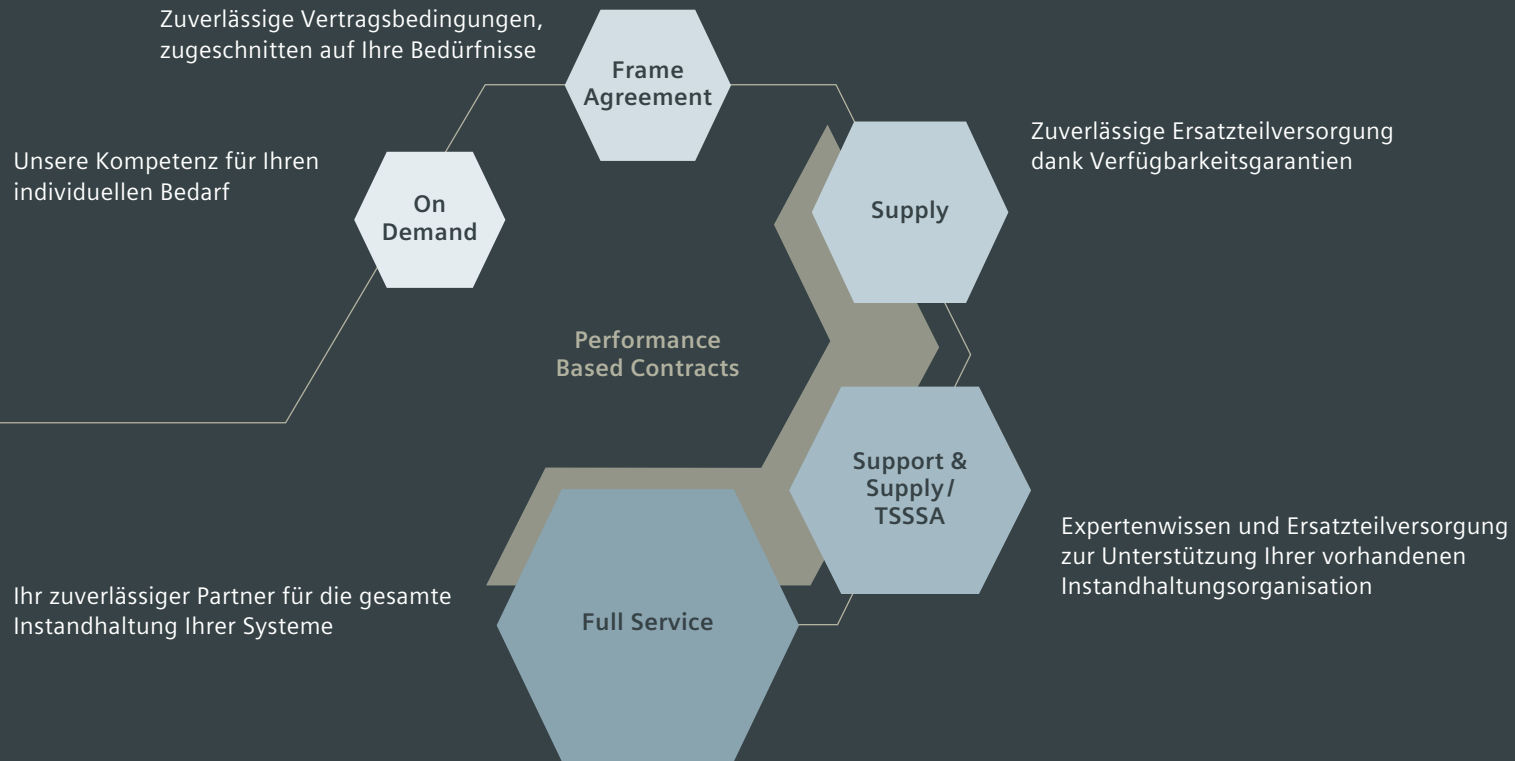 Zuverlässige Vertragsbedingungen,
zugeschnitten auf Ihre Bedürfnisse
Frame
Agreement
Unsere Kompetenz für Ihren
individuellen Bedarf
On
Demand
Supply
Zuverlässige Ersatzteilversorgung
dank Verfügbarkeitsgarantien
Performance
Based Contracts
Support &
Supply/
TSSSA
Expertenwissen und Ersatzteilversorgung
zur Unterstützung Ihrer vorhandenen
Instandhaltungsorganisation
Ihr zuverlässiger Partner für die gesamte
Instandhaltung Ihrer Systeme
Full Service